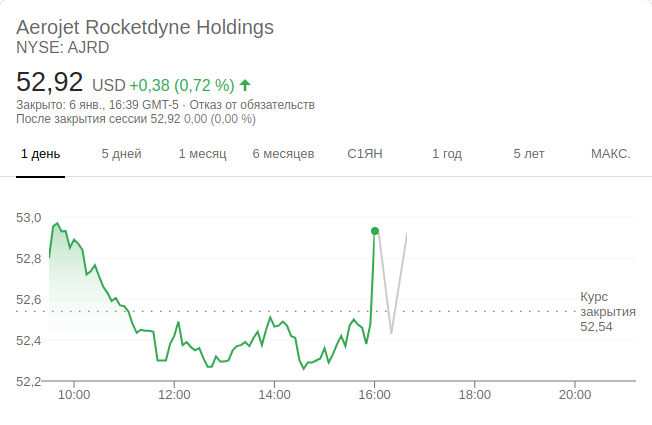 Aerojet Rocketdyne Holdings
NYSE: AJRD
52,92 USD +0,38 (0,72 %)
Закрыто: 6 янв., 16:39 GMT-5 · Отказ от обязательств
После закрытия сессии 52,92 0,00 (0,00 %)
1 день 5 дней 1 месяц 6 месяцев С1ЯН 1 год 5 лет МАКС.
53,0
52,8
52,6
52,4
52,2
Курс
закрытия
52,54
10:00 12:00 14:00 16:00 18:00 20:00